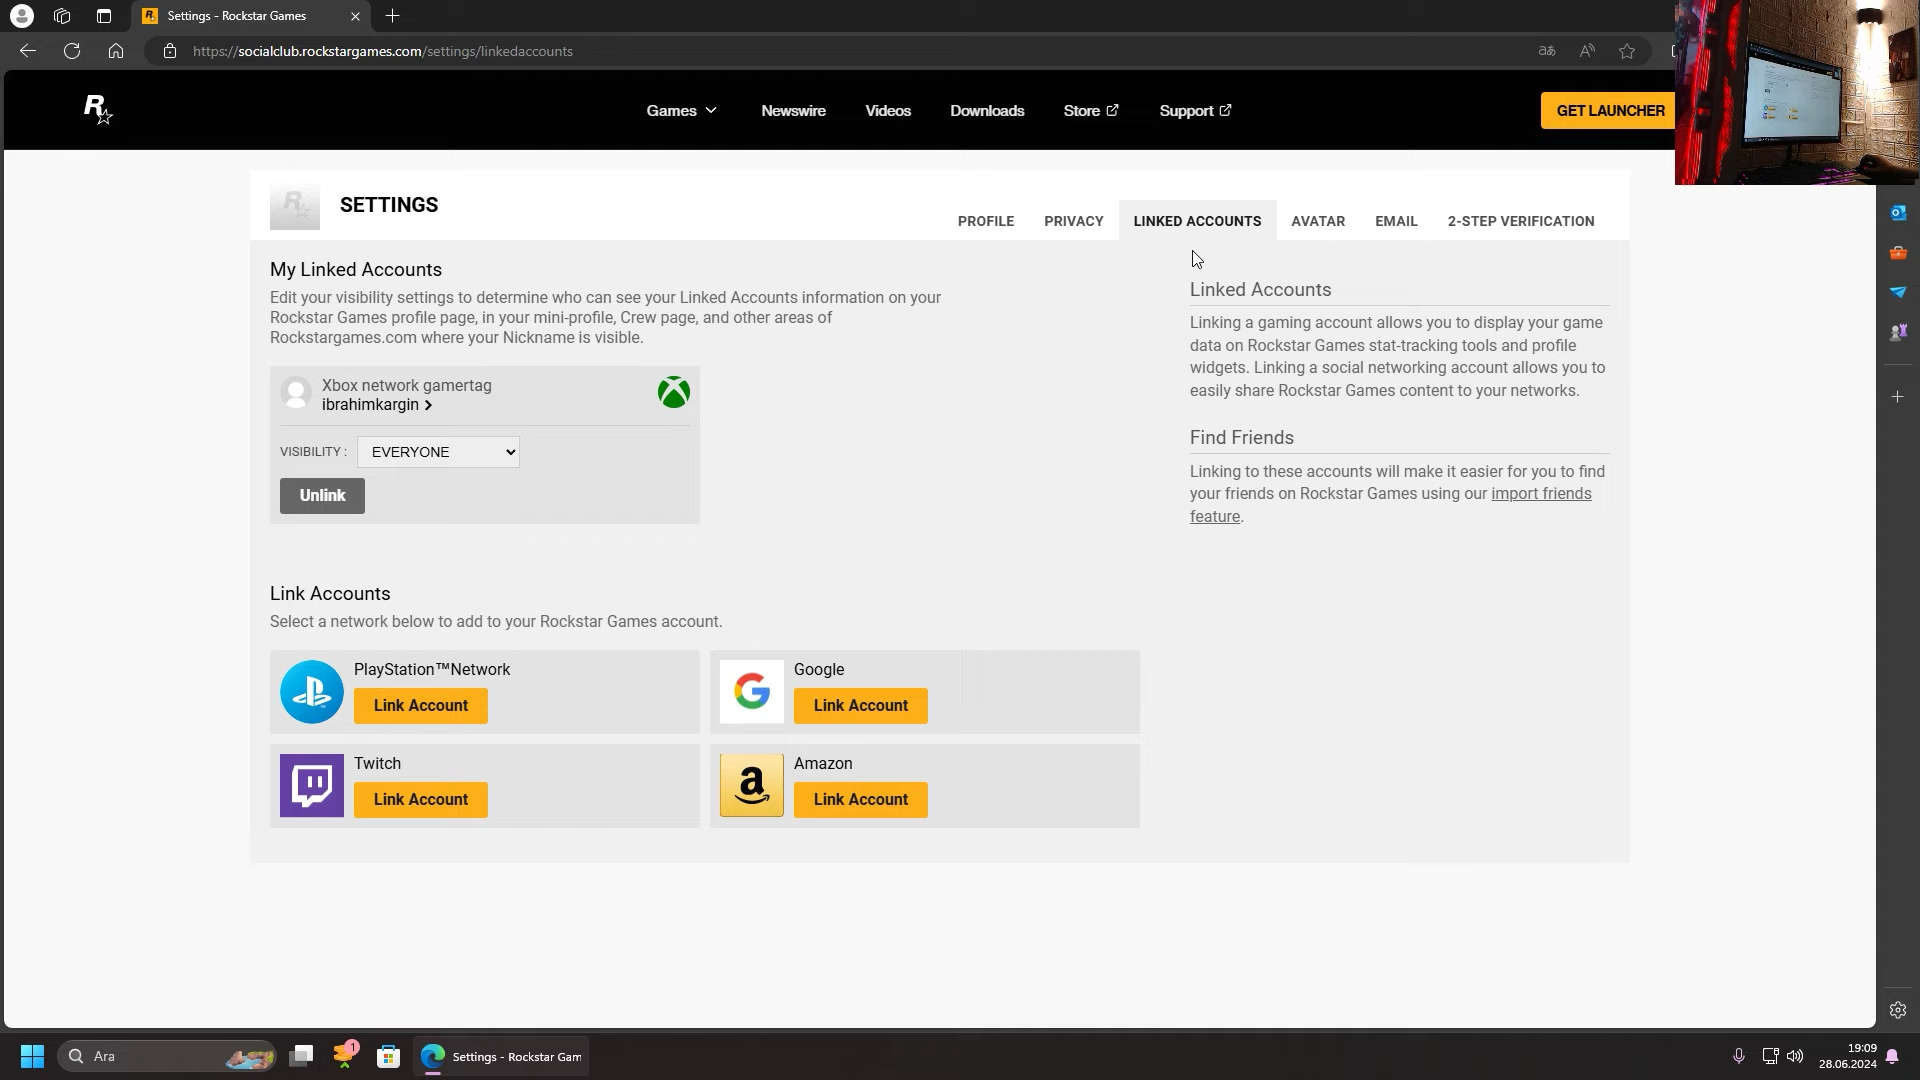 Settings - Rockstar Games
https://socialclub.rockstargames.com/settings/linkedaccounts
Games
Newswire
Videos
Downloads
Store
Support
GET LAUNCHER
SETTINGS
PROFILE
PRIVACY
LINKED ACCOUNTS
AVATAR
EMAIL
2-STEP VERIFICATION
My Linked Accounts
Edit your visibility settings to determine who can see your Linked Accounts information on your
Rockstar Games profile page, in your mini-profile, Crew page, and other areas of
Rockstargames.com where your Nickname is visible.
Xbox network gamertag
ibrahimkargin
VISIBILITY :
EVERYONE
Unlink
Linked Accounts
Linking a gaming account allows you to display your game
data on Rockstar Games stat-tracking tools and profile
widgets. Linking a social networking account allows you to
easily share Rockstar Games content to your networks.
Find Friends
Linking to these accounts will make it easier for you to find
your friends on Rockstar Games using our import friends
feature.
Link Accounts
Select a network below to add to your Rockstar Games account.
PlayStation™Network
Link Account
Google
Link Account
Twitch
Link Account
Amazon
Link Account
Ara
1
Settings - Rockstar Gam
19:09
28.06.2024